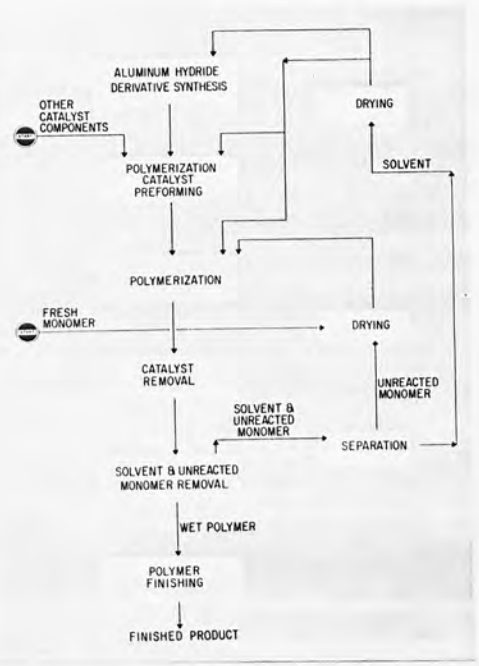 ALUMINUM HYDRIDE
DERIVATIVE SYNTHESIS
DRYING
OTHER
CATALYST
COMPONENTS
SOLVENT
POLYMERIZATION
CATALYST
PREFORMING
POLYMERIZATION
FRESH
MONOMER
DRYING
CATALYST
REMOVAL
UNREACTED
MONOMER
SOLVENT &
UNREACTED
MONOMER
SEPARATION
SOLVENT & UNREACTED
MONOMER REMOVAL
WET POLYMER
POLYMER
FINISHING
FINISHED PRODUCT